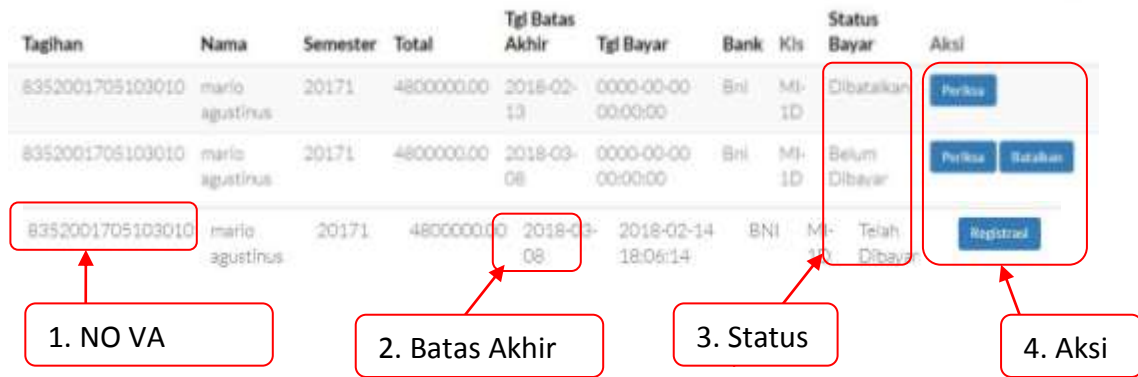 Tgl Batas Status
Tagihan Nama Semester Total Akhir Tgl Bayar Bank Kls Bayar Aksi
8352001705103010 mario 20171 4800000.00 2018-02- 0000-00-00 Bni MI- Dibatalkan Periksa
agustinus 13 00:00:00 1D
8352001705103010 mario 20171 4800000.00 2018-03- 0000-00-00 Bni MI- Belum Periksa Batalkan
agustinus 08 00:00:00 1D Dibayar
8352001705103010 mario 20171 4800000.00 2018-03- 2018-02-14 BNI MI- Telah Registrasi
agustinus 08 18:06:14 1D Dibayar
1. NO VA
2. Batas Akhir
3. Status
4. Aksi